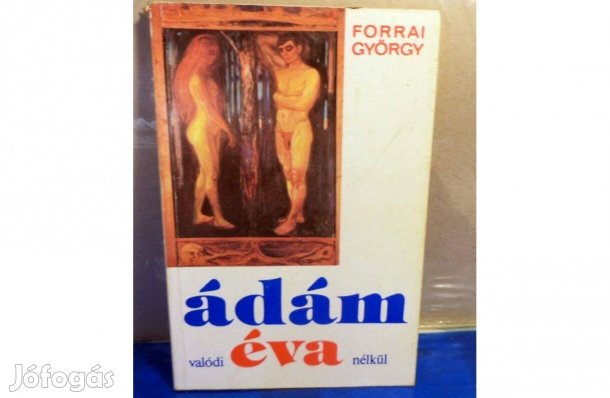 FORRAI
GYÖRGY
ádám
valódi éva nélkül
Jófogás